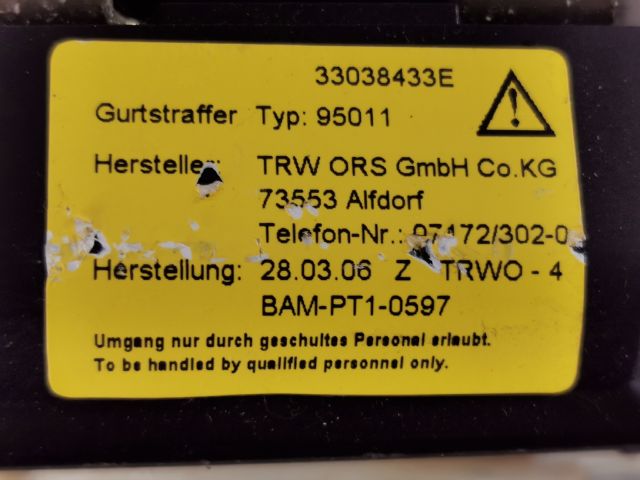 33038433E
Gurtstraffer Typ: 95011
Hersteller: TRW ORS GmbH Co.KG
73553 Alfdorf
Telefon-Nr.: 07172/302-0
Herstellung: 28.03.06 Z TRWO - 4
BAM-PT1-0597
Umgang nur durch geschultes Personal erlaubt.
To be handled by qualified personnel only.